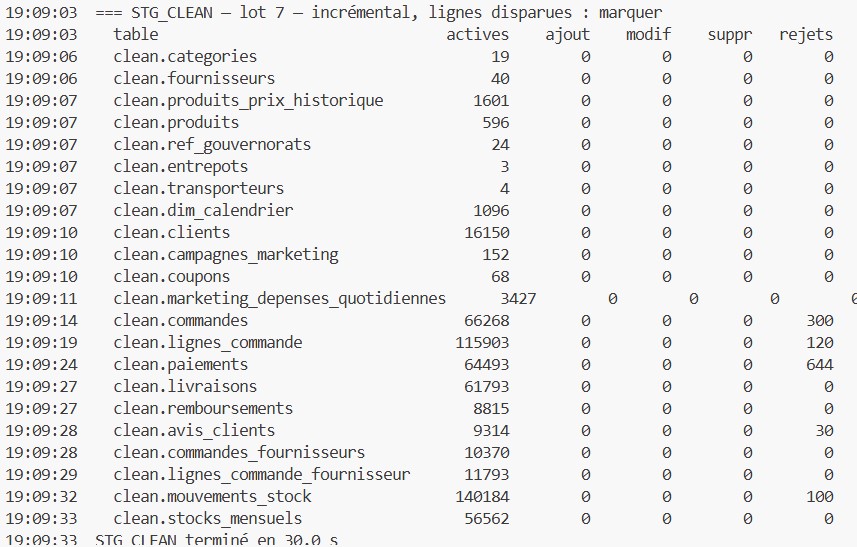 19:09:03 === STG_CLEAN — lot 7 — incrémental, lignes disparues : marquer
19:09:03 table actives ajout modif suppr rejets
19:09:06 clean.categories 19 0 0 0 0
19:09:06 clean.fournisseurs 40 0 0 0 0
19:09:07 clean.produits_prix_historique 1601 0 0 0 0
19:09:07 clean.produits 596 0 0 0 0
19:09:07 clean.ref_gouvernorats 24 0 0 0 0
19:09:07 clean.entrepots 3 0 0 0 0
19:09:07 clean.transporteurs 4 0 0 0 0
19:09:07 clean.dim_calendrier 1096 0 0 0 0
19:09:10 clean.clients 16150 0 0 0 0
19:09:10 clean.campagnes_marketing 152 0 0 0 0
19:09:10 clean.coupons 68 0 0 0 0
19:09:11 clean.marketing_depenses_quotidiennes 3427 0 0 0 0
19:09:14 clean.commandes 66268 0 0 0 300
19:09:19 clean.lignes_commande 115903 0 0 0 120
19:09:24 clean.paiements 64493 0 0 0 644
19:09:27 clean.livraisons 61793 0 0 0 0
19:09:27 clean.remboursements 8815 0 0 0 0
19:09:28 clean.avis_clients 9314 0 0 0 30
19:09:28 clean.commandes_fournisseurs 10370 0 0 0 0
19:09:29 clean.lignes_commande_fournisseur 11793 0 0 0 0
19:09:32 clean.mouvements_stock 140184 0 0 0 100
19:09:33 clean.stocks_mensuels 56562 0 0 0 0
19:09:33 STG_CLEAN terminé en 30.0 s